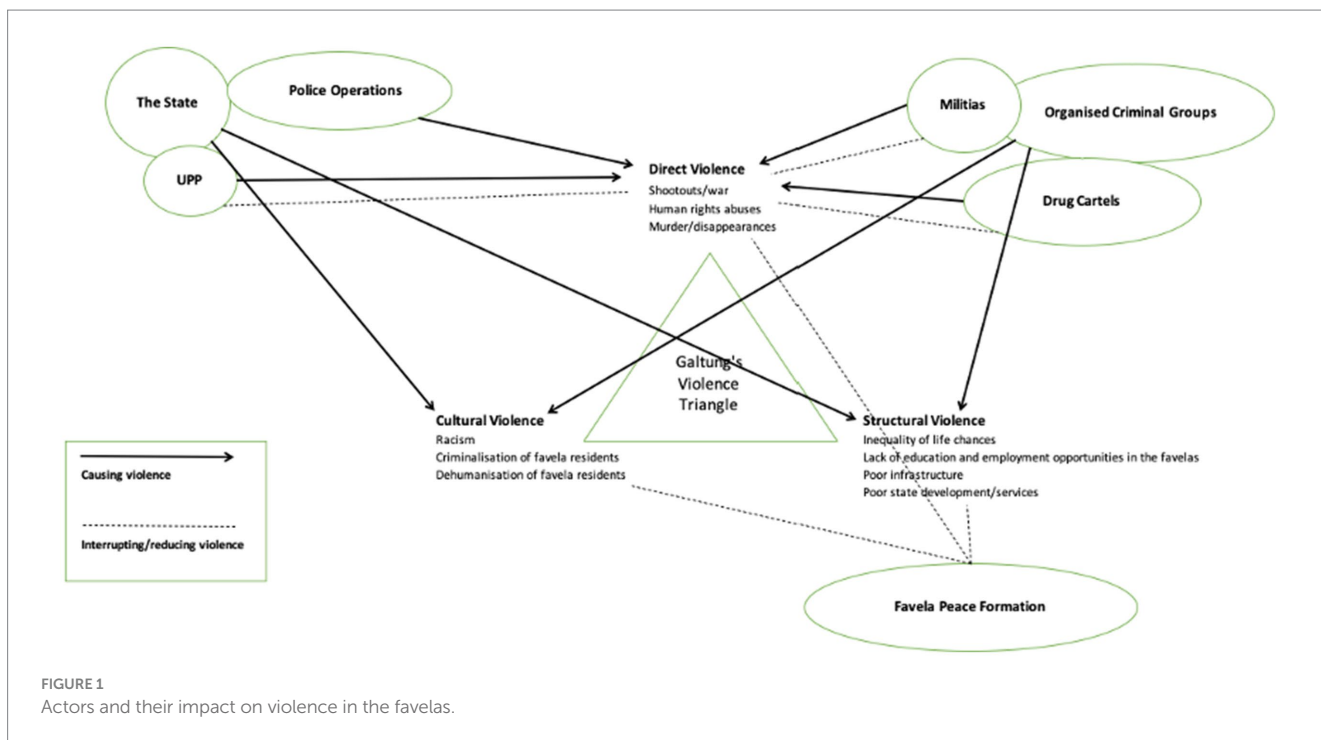 The State
Police Operations
UPP
Militias
Organised Criminal Groups
Drug Cartels
Direct Violence
Shootouts/war
Human rights abuses
Murder/disappearances
Galtung's
Violence
Triangle
Cultural Violence
Racism
Criminalisation of favela residents
Dehumanisation of favela residents
Structural Violence
Inequality of life chances
Lack of education and employment opportunities in the favelas
Poor infrastructure
Poor state development/services
Causing violence
Interrupting/reducing violence
Favela Peace Formation
FIGURE 1
Actors and their impact on violence in the favelas.